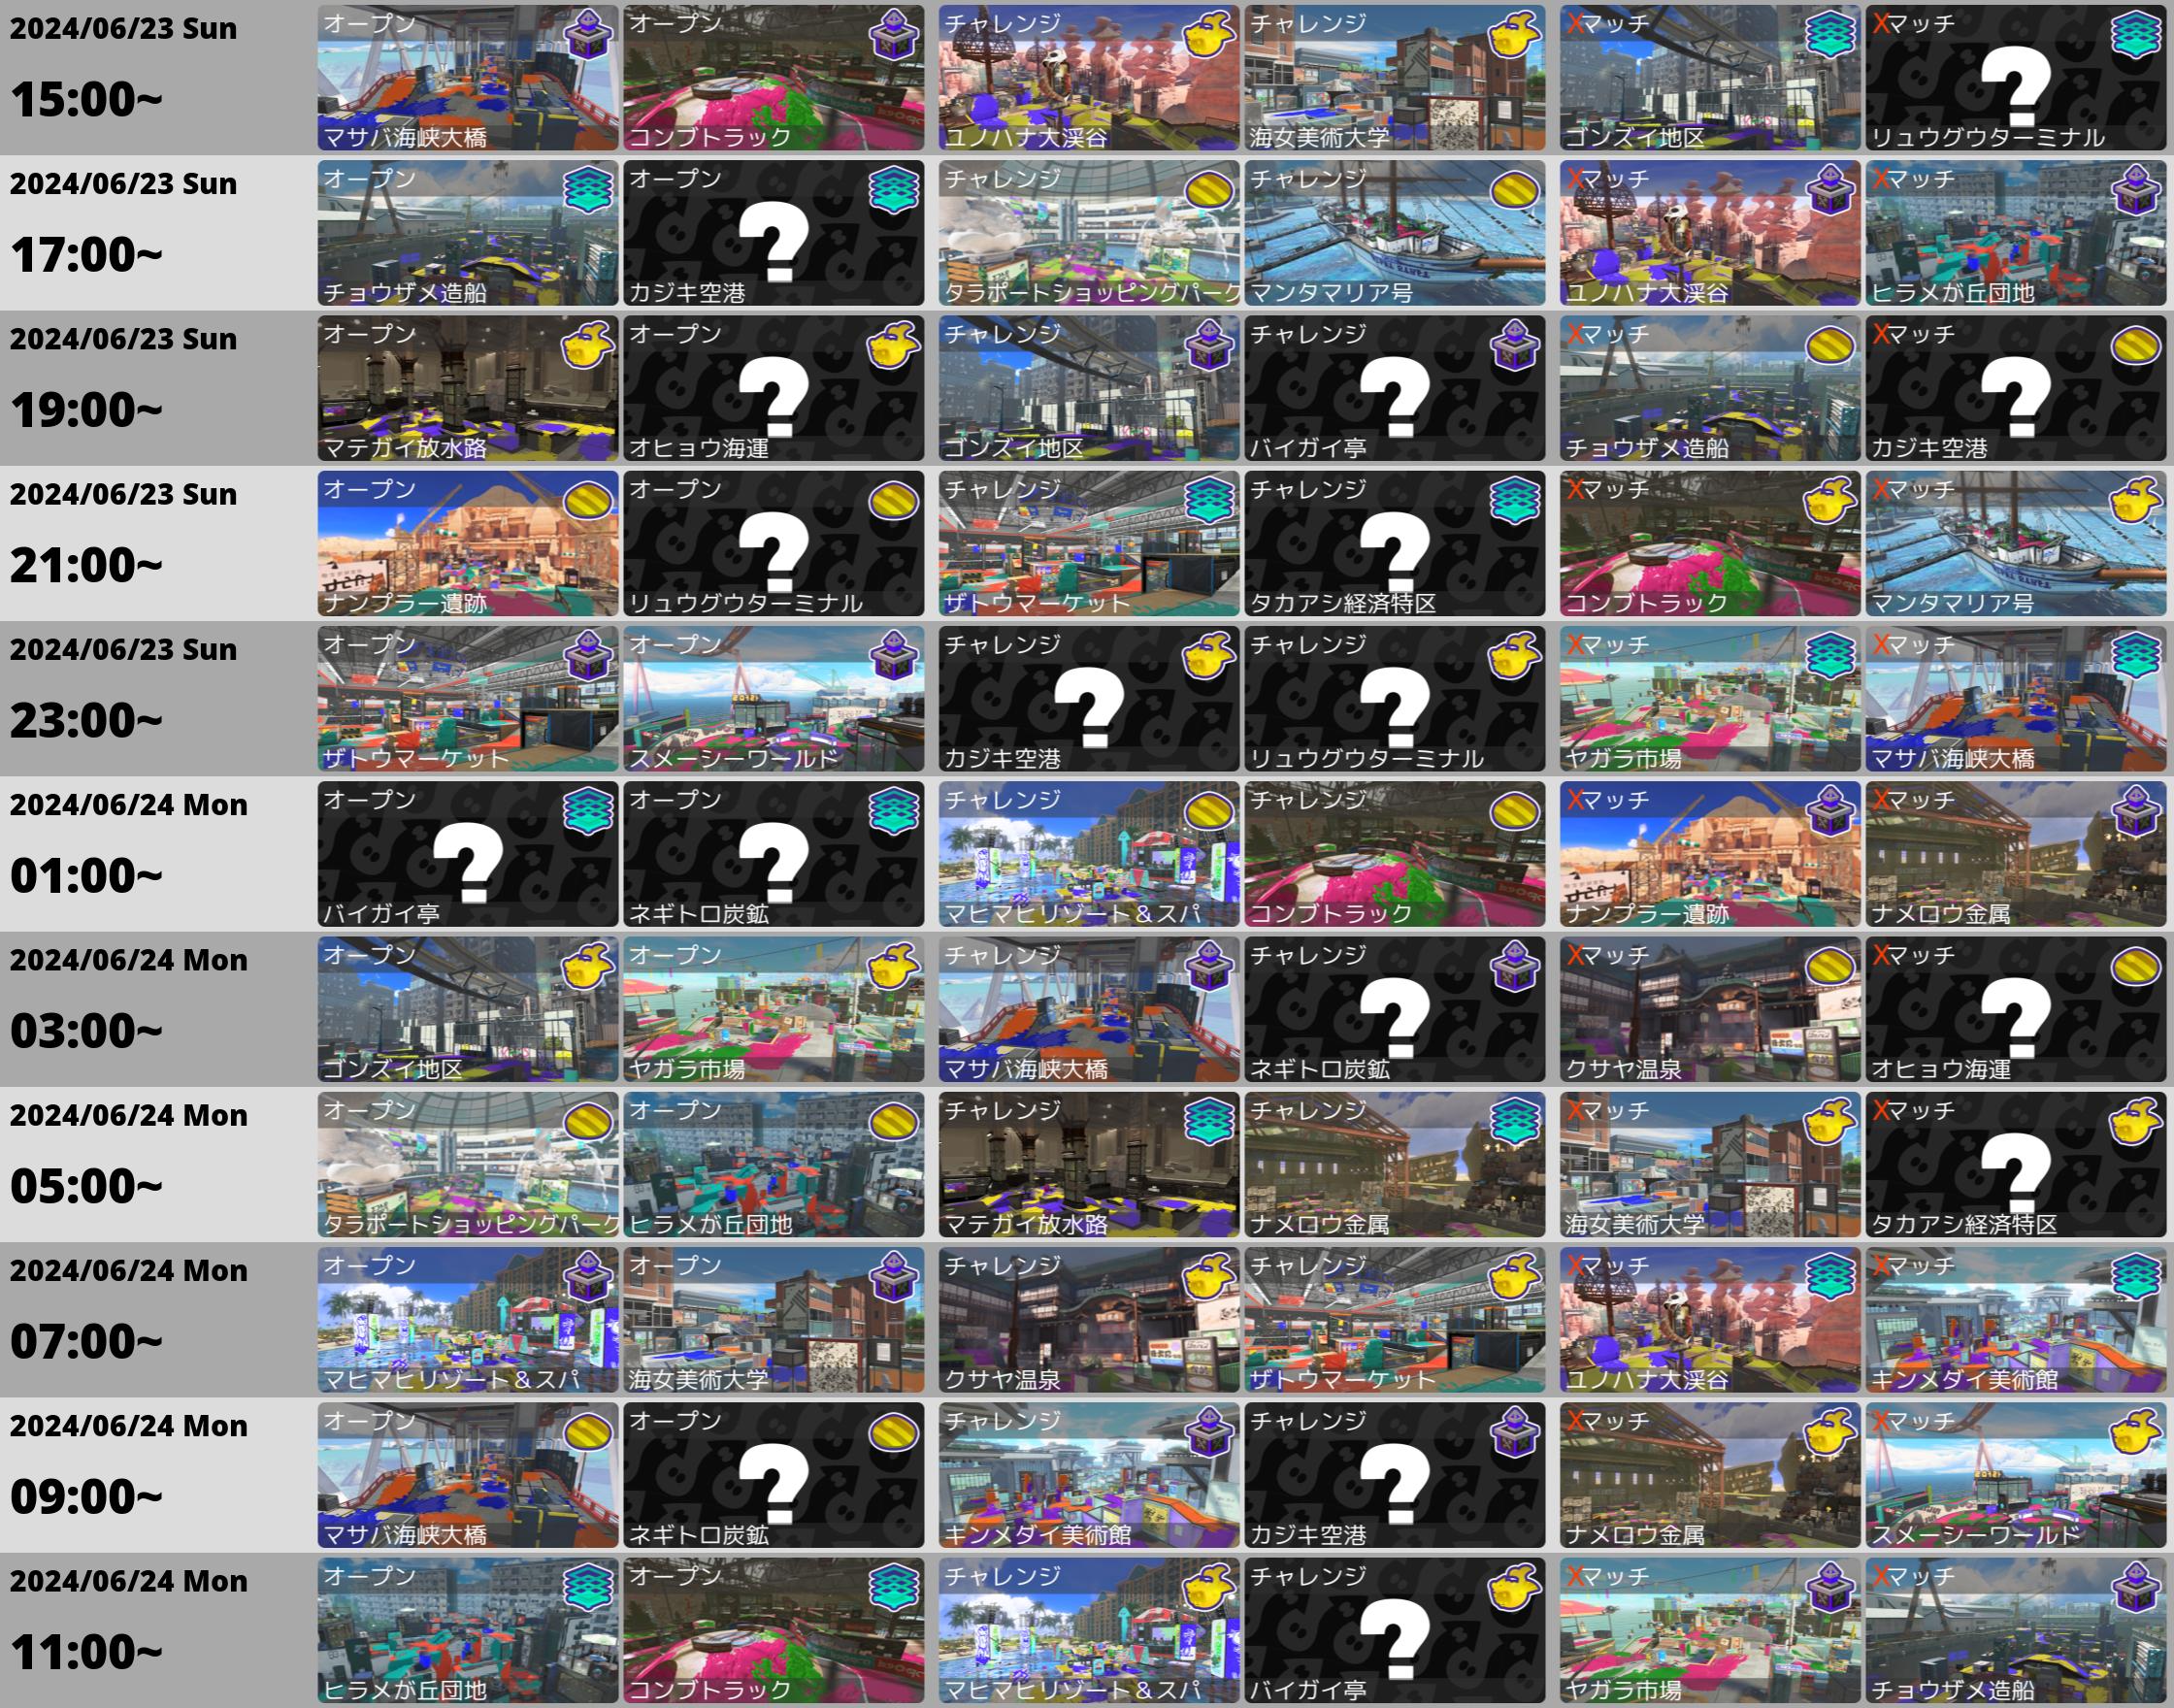 2024/06/23 Sun
15:00~
オープン
マサバ海峡大橋
オープン
コンブトラック
チャレンジ
ユノハナ大渓谷
チャレンジ
海女美術大学
Xマッチ
ゴンズイ地区
Xマッチ
?
リュウグウターミナル
2024/06/23 Sun
17:00~
オープン
チョウザメ造船
オープン
?
カジキ空港
チャレンジ
タラポートショッピングパーク
チャレンジ
マンタマリア号
Xマッチ
ユノハナ大渓谷
Xマッチ
ヒラメが丘団地
2024/06/23 Sun
19:00~
オープン
マテガイ放水路
オープン
?
オヒョウ海運
チャレンジ
ゴンズイ地区
チャレンジ
?
バイガイ亭
Xマッチ
チョウザメ造船
Xマッチ
?
カジキ空港
2024/06/23 Sun
21:00~
オープン
ナンプラー遺跡
オープン
?
リュウグウターミナル
チャレンジ
ザトウマーケット
チャレンジ
?
タカアシ経済特区
Xマッチ
コンブトラック
Xマッチ
マンタマリア号
2024/06/23 Sun
23:00~
オープン
ザトウマーケット
オープン
スメーシーワールド
チャレンジ
?
カジキ空港
チャレンジ
?
リュウグウターミナル
Xマッチ
ヤガラ市場
Xマッチ
マサバ海峡大橋
2024/06/24 Mon
01:00~
オープン
?
バイガイ亭
オープン
?
ネギトロ炭鉱
チャレンジ
マヒマヒリゾート＆スパ
チャレンジ
コンブトラック
Xマッチ
ナンプラー遺跡
Xマッチ
ナメロウ金属
2024/06/24 Mon
03:00~
オープン
ゴンズイ地区
オープン
ヤガラ市場
チャレンジ
マサバ海峡大橋
チャレンジ
?
ネギトロ炭鉱
Xマッチ
クサヤ温泉
Xマッチ
?
オヒョウ海運
2024/06/24 Mon
05:00~
オープン
タラポートショッピングパーク
オープン
ヒラメが丘団地
チャレンジ
マテガイ放水路
チャレンジ
ナメロウ金属
Xマッチ
海女美術大学
Xマッチ
?
タカアシ経済特区
2024/06/24 Mon
07:00~
オープン
マヒマヒリゾート＆スパ
オープン
海女美術大学
チャレンジ
クサヤ温泉
チャレンジ
ザトウマーケット
Xマッチ
ユノハナ大渓谷
Xマッチ
キンメダイ美術館
2024/06/24 Mon
09:00~
オープン
マサバ海峡大橋
オープン
?
ネギトロ炭鉱
チャレンジ
キンメダイ美術館
チャレンジ
?
カジキ空港
Xマッチ
ナメロウ金属
Xマッチ
スメーシーワールド
2024/06/24 Mon
11:00~
オープン
ヒラメが丘団地
オープン
コンブトラック
チャレンジ
マヒマヒリゾート＆スパ
チャレンジ
?
バイガイ亭
Xマッチ
ヤガラ市場
Xマッチ
チョウザメ造船